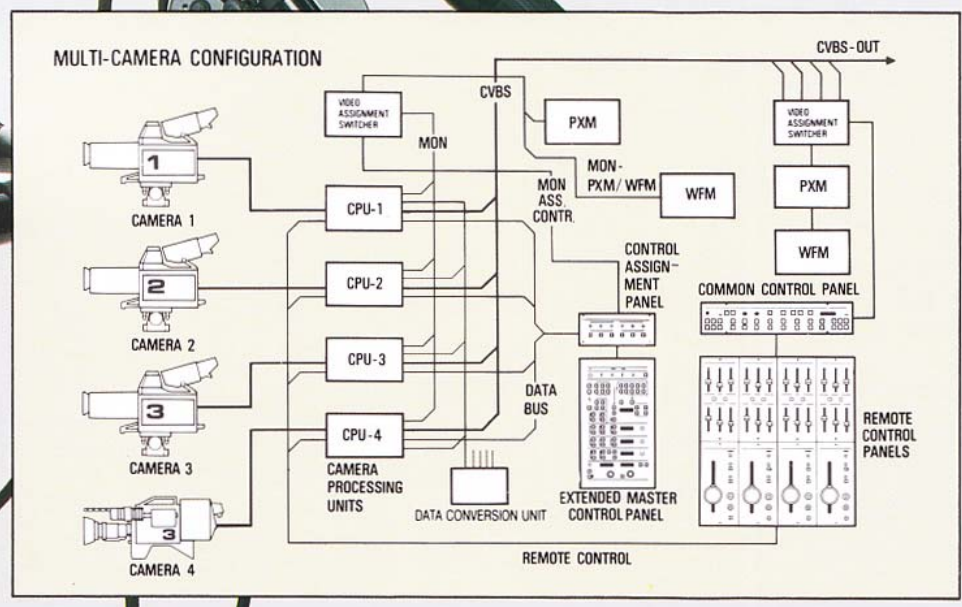 MULTI-CAMERA CONFIGURATION
CVBS-OUT
1
CAMERA 1
2
CAMERA 2
3
CAMERA 3
3
CAMERA 4
VIDEO
ASSIGNMENT
SWITCHER
MON
CVBS
PXM
MON-
PXM/WFM
WFM
MON
ASS.
CONTR.
CPU-1
CPU-2
CPU-3
CPU-4
CAMERA
PROCESSING
UNITS
DATA CONVERSION UNIT
DATA
BUS
CONTROL
ASSIGN-
MENT
PANEL
EXTENDED MASTER
CONTROL PANEL
VIDEO
ASSIGNMENT
SWITCHER
PXM
WFM
COMMON CONTROL PANEL
REMOTE
CONTROL
PANELS
REMOTE CONTROL